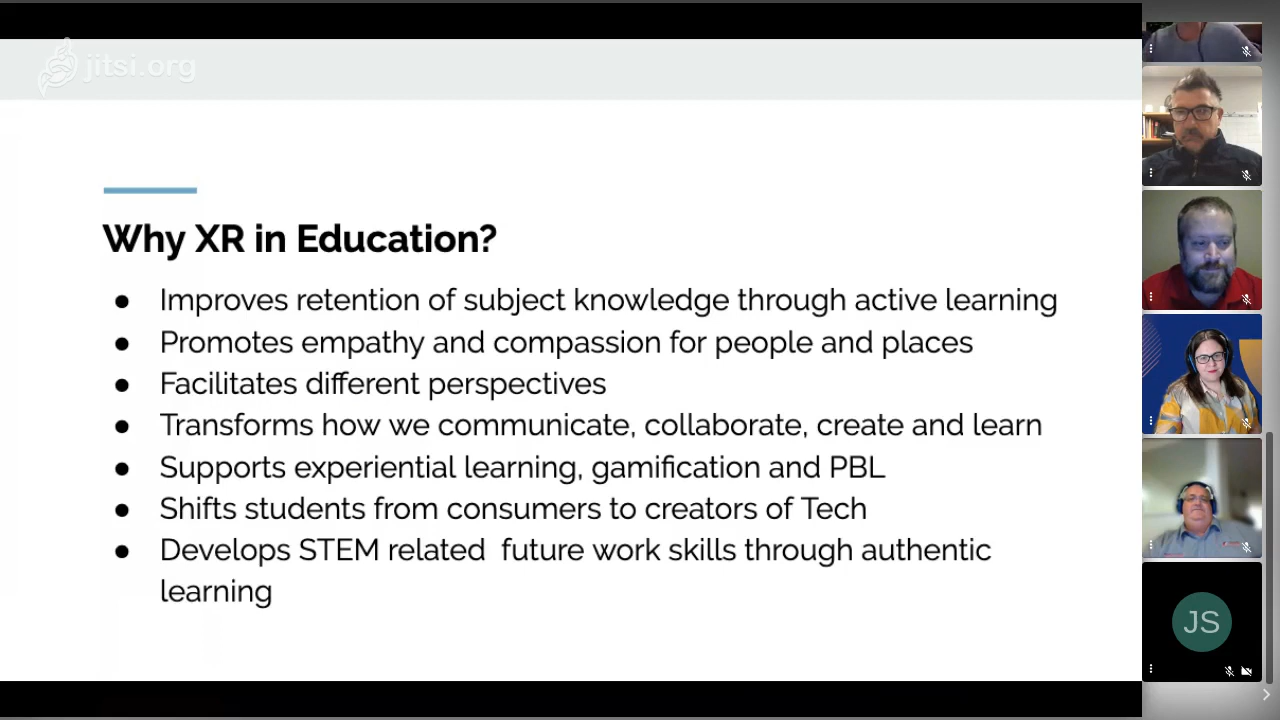 jitsi.org
Why XR in Education?
● Improves retention of subject knowledge through active learning
● Promotes empathy and compassion for people and places
● Facilitates different perspectives
● Transforms how we communicate, collaborate, create and learn
● Supports experiential learning, gamification and PBL
● Shifts students from consumers to creators of Tech
● Develops STEM related  future work skills through authentic
learning
JS